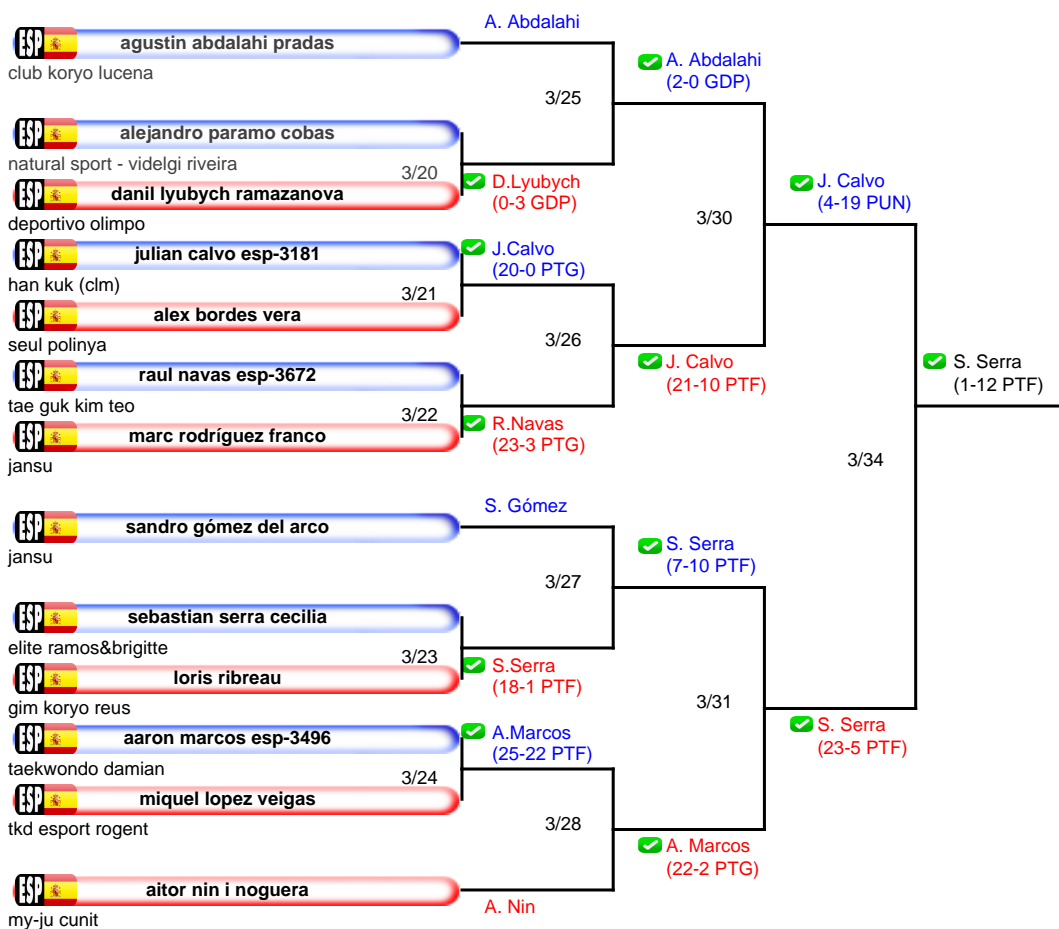 A. Abdalahi
ESP agustin abdalahi pradas
club koryo lucena
A. Abdalahi
(2-0 GDP)
3/25
ESP alejandro paramo cobas
natural sport - videlgi riveira
3/20
D.Lyubych
(0-3 GDP)
ESP danil lyubych ramazanova
deportivo olimpo
J. Calvo
(4-19 PUN)
3/30
ESP julian calvo esp-3181
han kuk (clm)
J.Calvo
(20-0 PTG)
3/21
ESP alex bordes vera
seul polinya
3/26
ESP raul navas esp-3672
tae guk kim teo
J. Calvo
(21-10 PTF)
S. Serra
(1-12 PTF)
3/22
R.Navas
(23-3 PTG)
ESP marc rodríguez franco
jansu
3/34
S. Gómez
ESP sandro gómez del arco
jansu
S. Serra
(7-10 PTF)
3/27
ESP sebastian serra cecilia
elite ramos&brigitte
3/23
S.Serra
(18-1 PTF)
ESP loris ribreau
gim koryo reus
3/31
S. Serra
(23-5 PTF)
ESP aaron marcos esp-3496
taekwondo damian
A.Marcos
(25-22 PTF)
3/24
ESP miquel lopez veigas
tkd esport rogent
3/28
A. Marcos
(22-2 PTG)
ESP aitor nin i noguera
my-ju cunit
A. Nin